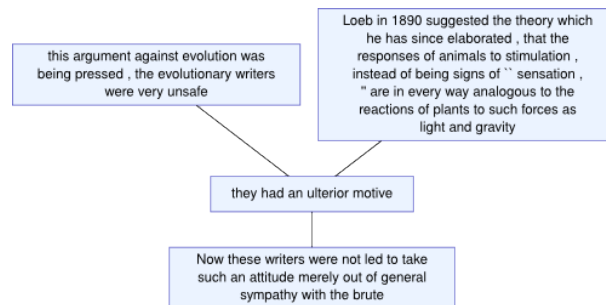 Loeb in 1890 suggested the theory which
he has since elaborated , that the
responses of animals to stimulation ,
instead of being signs of `` sensation ,
'' are in every way analogous to the
reactions of plants to such forces as
light and gravity
this argument against evolution was
being pressed , the evolutionary writers
were very unsafe
they had an ulterior motive
Now these writers were not led to take
such an attitude merely out of general
sympathy with the brute